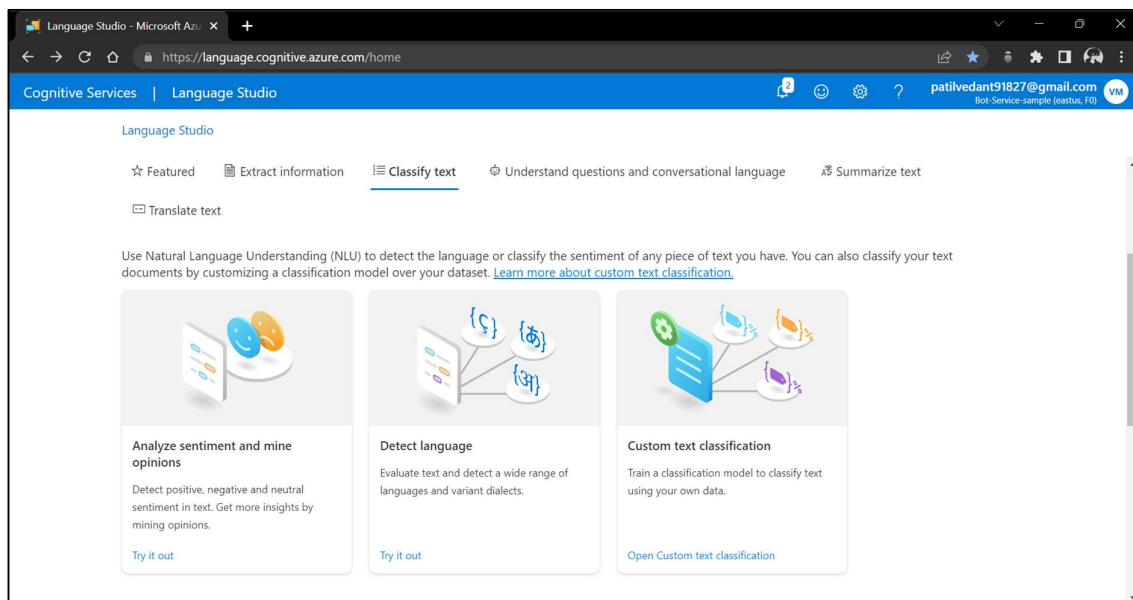 Language Studio - Microsoft Azu
https://language.cognitive.azure.com/home
Cognitive Services | Language Studio
2
patilvedant91827@gmail.com
Bot-Service-sample (eastus, F0)
VM
Language Studio
Featured
Extract information
Classify text
Understand questions and conversational language
Summarize text
Translate text
Use Natural Language Understanding (NLU) to detect the language or classify the sentiment of any piece of text you have. You can also classify your text
documents by customizing a classification model over your dataset. Learn more about custom text classification.
{ç}
{あ}
{अ}
Analyze sentiment and mine
opinions
Detect positive, negative and neutral
sentiment in text. Get more insights by
mining opinions.
Try it out
Detect language
Evaluate text and detect a wide range of
languages and variant dialects.
Try it out
Custom text classification
Train a classification model to classify text
using your own data.
Open Custom text classification